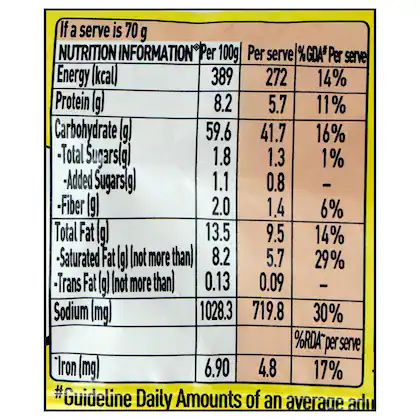 If a serve is 70 g
NUTRITION INFORMATION* Per 100g Per serve %GDA# Per serve
Energy (kcal) 389 272 14%
Protein (g) 8.2 5.7 11%
Carbohydrate (g) 59.6 41.7 16%
-Total Sugars(g) 1.8 1.3 1%
-Added Sugars(g) 1.1 0.8 –
-Fiber (g) 2.0 1.4 6%
Total Fat (g) 13.5 9.5 14%
-Saturated Fat (g) (not more than) 8.2 5.7 29%
-Trans Fat (g) (not more than) 0.13 0.09 –
Sodium (mg) 1028.3 719.8 30%
%RDA~ per serve
~Iron (mg) 6.90 4.8 17%
#Guideline Daily Amounts of an average adu